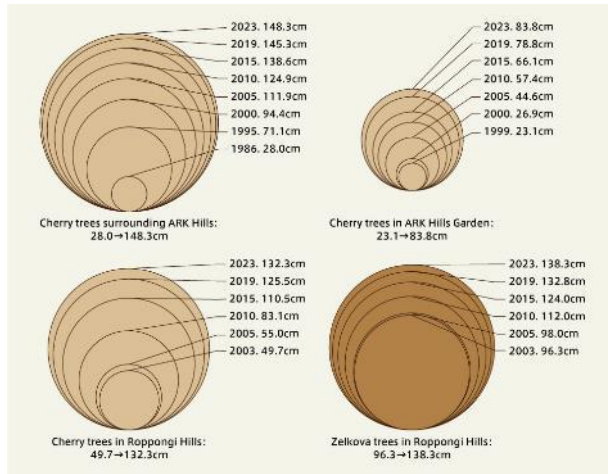 2023. 148.3cm
2019. 145.3cm
2015. 138.6cm
2010. 124.9cm
2005. 111.9cm
2000. 94.4cm
1995. 71.1cm
1986. 28.0cm
Cherry trees surrounding ARK Hills:
28.0→148.3cm
2023. 83.8cm
2019. 78.8cm
2015. 66.1cm
2010. 57.4cm
2005. 44.6cm
2000. 26.9cm
1999. 23.1cm
Cherry trees in ARK Hills Garden:
23.1→83.8cm
2023. 132.3cm
2019. 125.5cm
2015. 110.5cm
2010. 83.1cm
2005. 55.0cm
2003. 49.7cm
Cherry trees in Roppongi Hills:
49.7→132.3cm
2023. 138.3cm
2019. 132.8cm
2015. 124.0cm
2010. 112.0cm
2005. 98.0cm
2003. 96.3cm
Zelkova trees in Roppongi Hills:
96.3→138.3cm